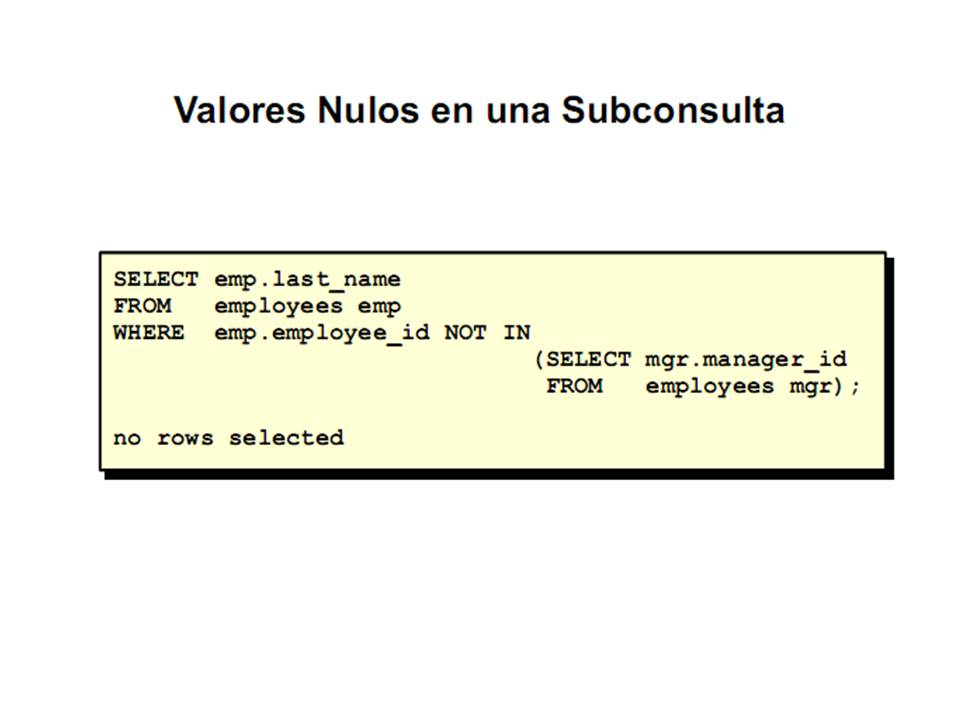 Valores Nulos en una Subconsulta
SELECT emp.last_name
FROM employees emp
WHERE emp.employee_id NOT IN
(SELECT mgr.manager_id
FROM employees mgr);
no rows selected